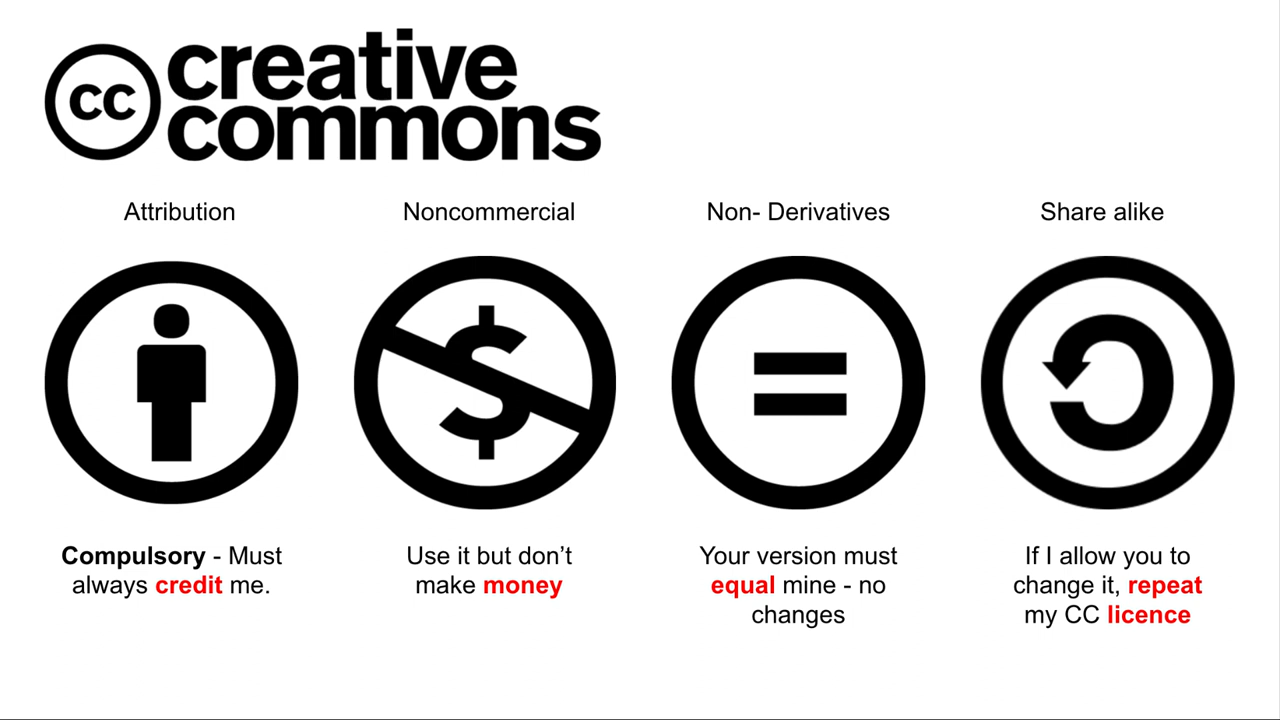 cc creative
commons
Attribution
Noncommercial
Non- Derivatives
Share alike
$
=
Compulsory - Must
always credit me.
Use it but don’t
make money
Your version must
equal mine - no
changes
If I allow you to
change it, repeat
my CC licence